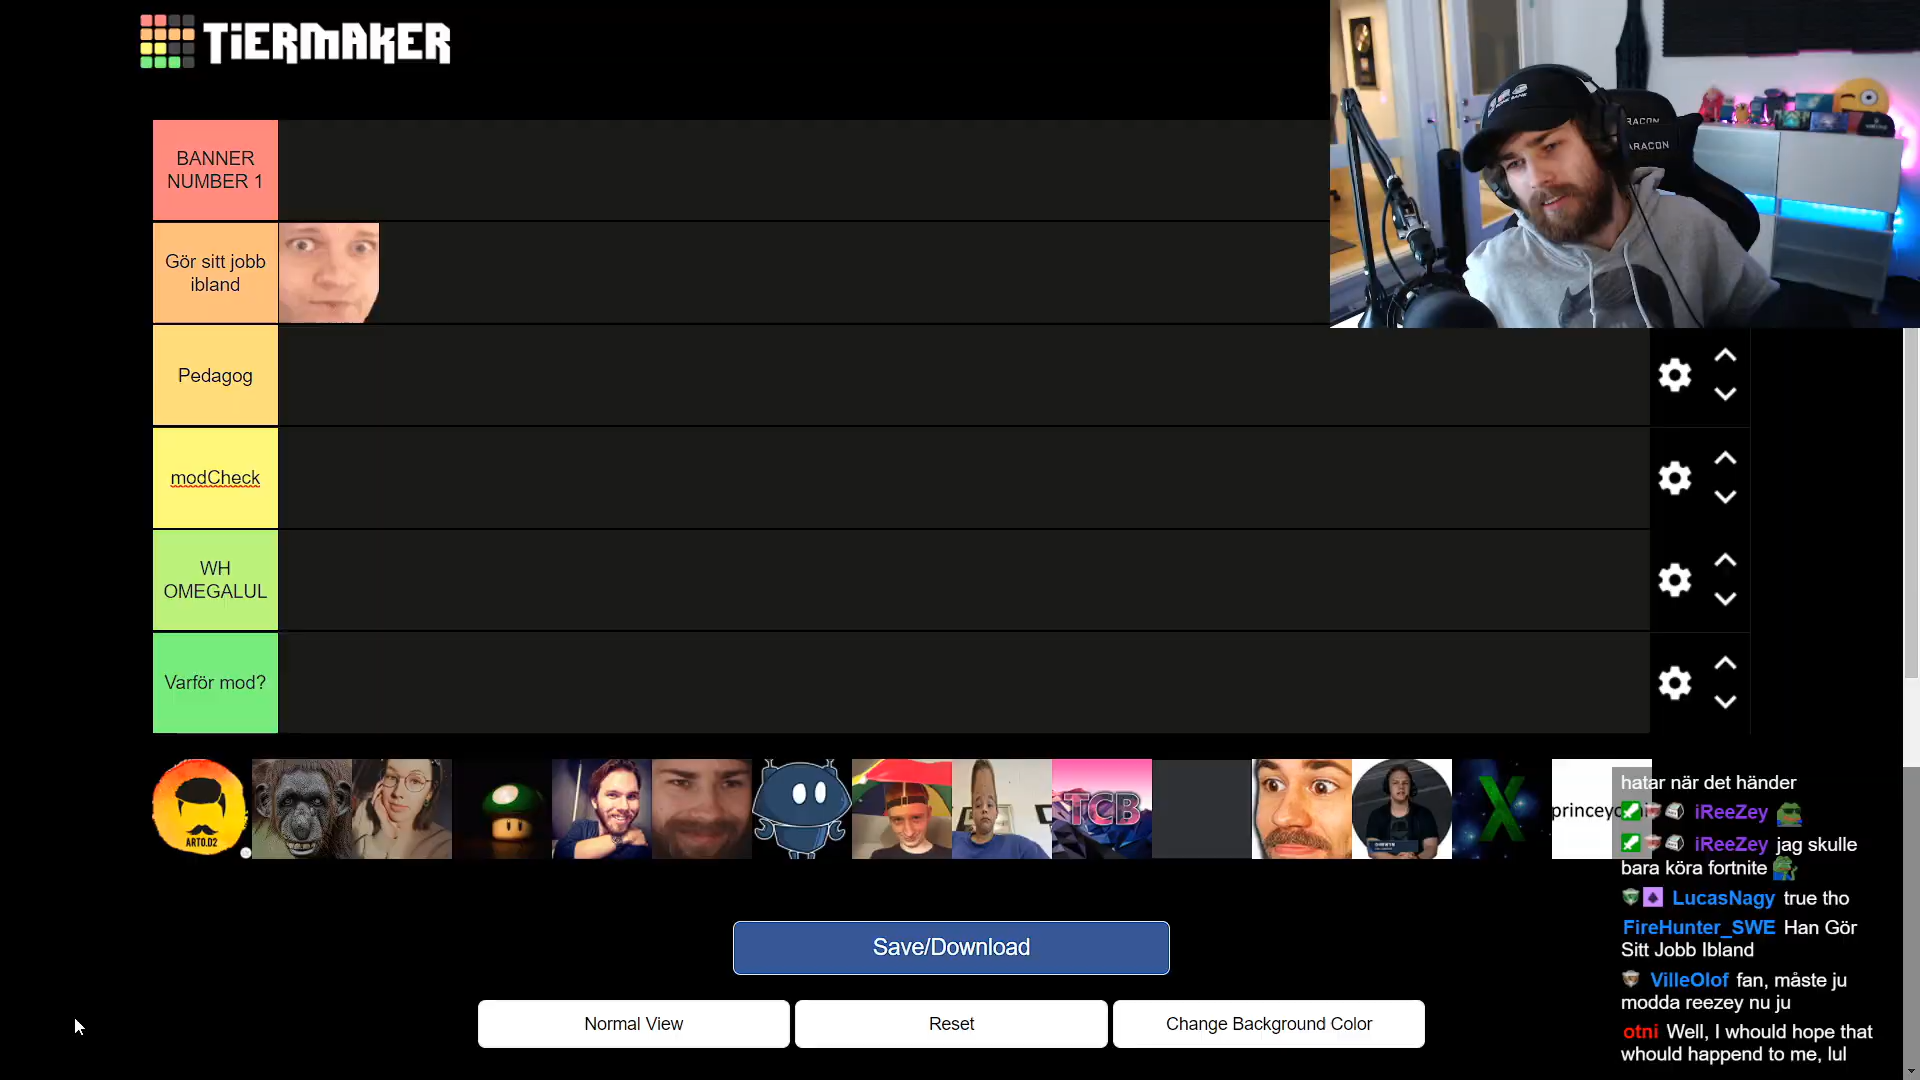 TiERMAKER
BANNER
NUMBER 1
Gör sitt jobb
ibland
Pedagog
modCheck
WH
OMEGALUL
Varför mod?
ARACON
ARACON
ARTO.D2
TCB
X
princeyc
hatar när det händer
iReeZey
iReeZey jag skulle
bara köra fortnite
LucasNagy true tho
FireHunter_SWE Han Gör
Sitt Jobb Ibland
VilleOlof fan, måste ju
modda reezey nu ju
otni Well, I whould hope that
whould happend to me, lul
Save/Download
Normal View
Reset
Change Background Color